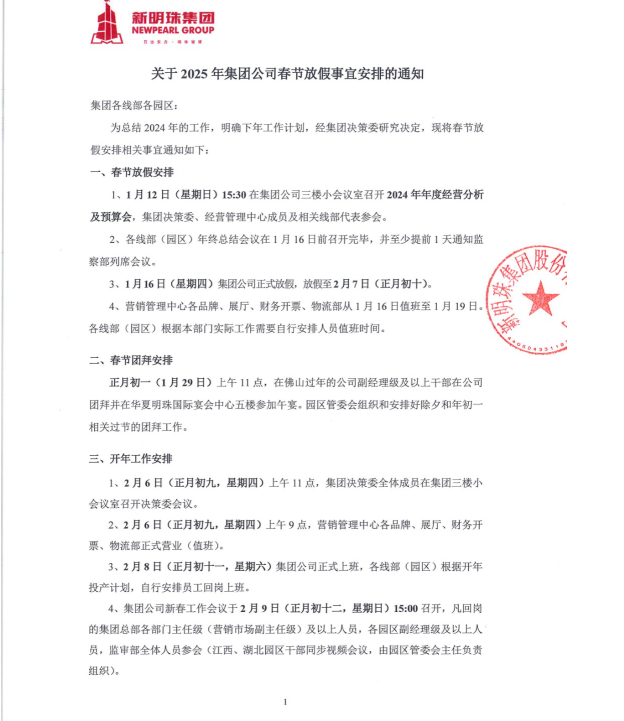 新明珠集团
NEWPEARL GROUP
关于 2025 年集团公司春节放假事宜安排的通知
集团各线部各园区：
为总结 2024 年的工作，明确下年工作计划，经集团决策委研究决定，现将春节放
假安排相关事宜通知如下：
一、春节放假安排
1、1 月 12 日（星期日）15:30 在集团公司三楼小会议室召开 2024 年年度经营分析
及预算会，集团决策委、经营管理中心成员及相关线部代表参会。
2、各线部（园区）年终总结会议在 1 月 16 日前召开完毕，并至少提前 1 天通知监
察部列席会议。
3、1 月 16 日（星期四）集团公司正式放假，放假至 2 月 7 日（正月初十）。
4、营销管理中心各品牌、展厅、财务开票、物流部从 1 月 16 日值班至 1 月 19 日。
各线部（园区）根据本部门实际工作需要自行安排人员值班时间。
新明珠集团股份
二、春节团拜安排
正月初一（1 月 29 日）上午 11 点，在佛山过年的公司副经理级及以上干部在公司
团拜并在华夏明珠国际宴会中心五楼参加午宴。园区管委会组织和安排好除夕和年初一
相关过节的团拜工作。
三、开年工作安排
1、2 月 6 日（正月初九，星期四）上午 11 点，集团决策委全体成员在集团三楼小
会议室召开决策委会议。
2、2 月 6 日（正月初九，星期四）上午 9 点，营销管理中心各品牌、展厅、财务开
票、物流部正式营业（值班）。
3、2 月 8 日（正月初十一，星期六）集团公司正式上班，各线部（园区）根据开年
投产计划，自行安排员工回岗上班。
4、集团公司新春工作会议于 2 月 9 日（正月初十二，星期日）15:00 召开，凡回岗
的集团总部各部门主任级（营销市场副主任级）及以上人员，各园区副经理级及以上人
员，监审部全体人员参会（江西、湖北园区干部同步视频会议，由园区管委会主任负责
组织）。
1